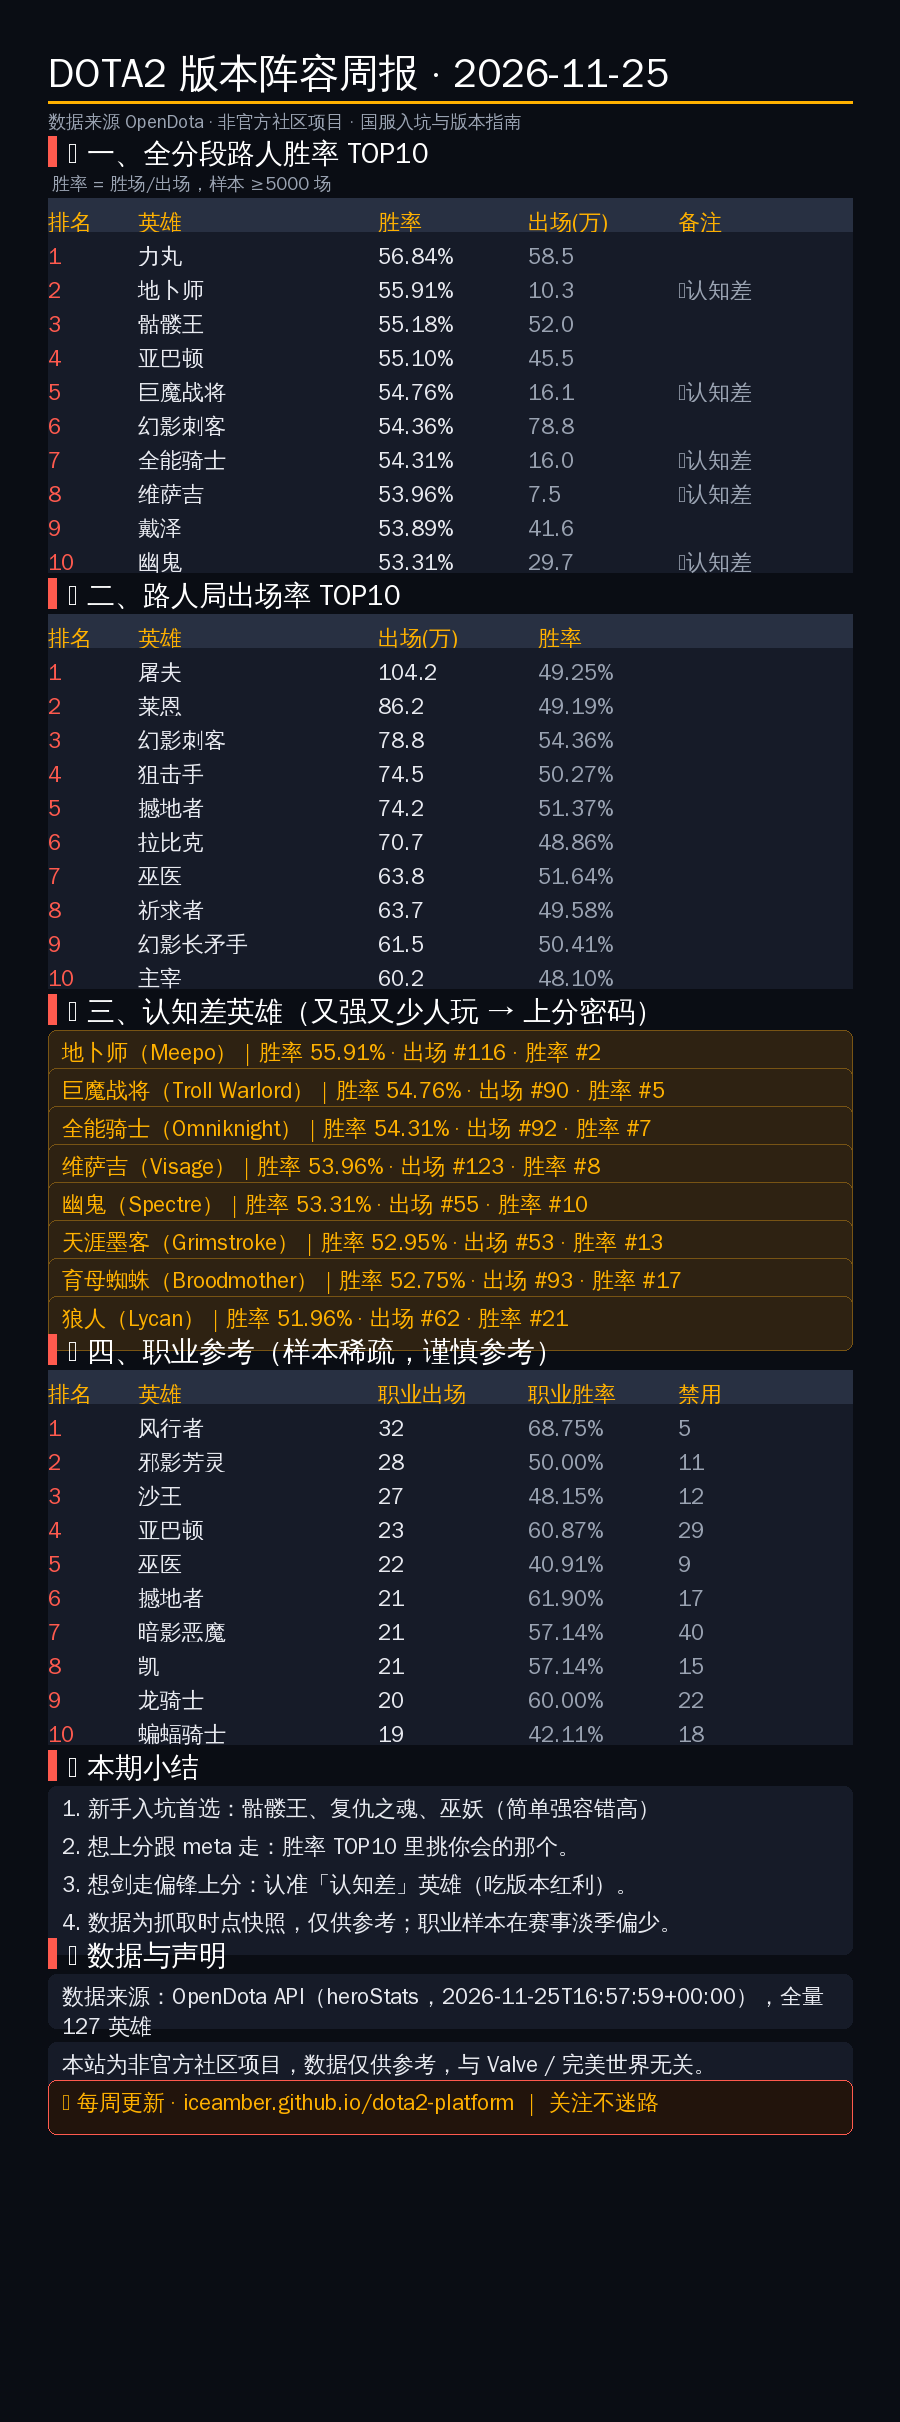 DOTA2 版本阵容周报 · 2026-11-25
数据来源 OpenDota · 非官方社区项目 · 国服入坑与版本指南
一、全分段路人胜率 TOP10
胜率 = 胜场/出场，样本 ≥5000 场
排名 英雄 胜率 出场(万) 备注
1 力丸 56.84% 58.5
2 地卜师 55.91% 10.3 认知差
3 骷髅王 55.18% 52.0
4 亚巴顿 55.10% 45.5
5 巨魔战将 54.76% 16.1 认知差
6 幻影刺客 54.36% 78.8
7 全能骑士 54.31% 16.0 认知差
8 维萨吉 53.96% 7.5 认知差
9 戴泽 53.89% 41.6
10 幽鬼 53.31% 29.7 认知差
二、路人局出场率 TOP10
排名 英雄 出场(万) 胜率
1 屠夫 104.2 49.25%
2 莱恩 86.2 49.19%
3 幻影刺客 78.8 54.36%
4 狙击手 74.5 50.27%
5 撼地者 74.2 51.37%
6 拉比克 70.7 48.86%
7 巫医 63.8 51.64%
8 祈求者 63.7 49.58%
9 幻影长矛手 61.5 50.41%
10 主宰 60.2 48.10%
三、认知差英雄（又强又少人玩 → 上分密码）
地卜师（Meepo）｜胜率 55.91% · 出场 #116 · 胜率 #2
巨魔战将（Troll Warlord）｜胜率 54.76% · 出场 #90 · 胜率 #5
全能骑士（Omniknight）｜胜率 54.31% · 出场 #92 · 胜率 #7
维萨吉（Visage）｜胜率 53.96% · 出场 #123 · 胜率 #8
幽鬼（Spectre）｜胜率 53.31% · 出场 #55 · 胜率 #10
天涯墨客（Grimstroke）｜胜率 52.95% · 出场 #53 · 胜率 #13
育母蜘蛛（Broodmother）｜胜率 52.75% · 出场 #93 · 胜率 #17
狼人（Lycan）｜胜率 51.96% · 出场 #62 · 胜率 #21
四、职业参考（样本稀疏，谨慎参考）
排名 英雄 职业出场 职业胜率 禁用
1 风行者 32 68.75% 5
2 邪影芳灵 28 50.00% 11
3 沙王 27 48.15% 12
4 亚巴顿 23 60.87% 29
5 巫医 22 40.91% 9
6 撼地者 21 61.90% 17
7 暗影恶魔 21 57.14% 40
8 凯 21 57.14% 15
9 龙骑士 20 60.00% 22
10 蝙蝠骑士 19 42.11% 18
本期小结
1. 新手入坑首选：骷髅王、复仇之魂、巫妖（简单强容错高）
2. 想上分跟 meta 走：胜率 TOP10 里挑你会的那个。
3. 想剑走偏锋上分：认准「认知差」英雄（吃版本红利）。
4. 数据为抓取时点快照，仅供参考；职业样本在赛事淡季偏少。
数据与声明
数据来源：OpenDota API（heroStats，2026-11-25T16:57:59+00:00），全量
127 英雄
本站为非官方社区项目，数据仅供参考，与 Valve / 完美世界无关。
每周更新 · iceamber.github.io/dota2-platform ｜ 关注不迷路